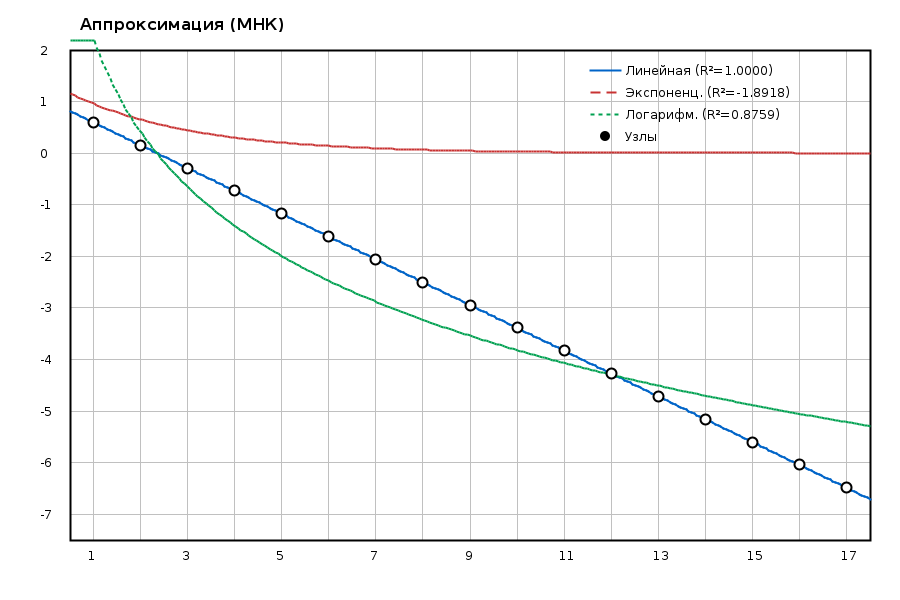 Аппроксимация (МНК)
Линейная (R²=1.0000)
Экспоненц. (R²=-1.8918)
Логарифм. (R²=0.8759)
Узлы
2
1
0
-1
-2
-3
-4
-5
-6
-7
1 3 5 7 9 11 13 15 17